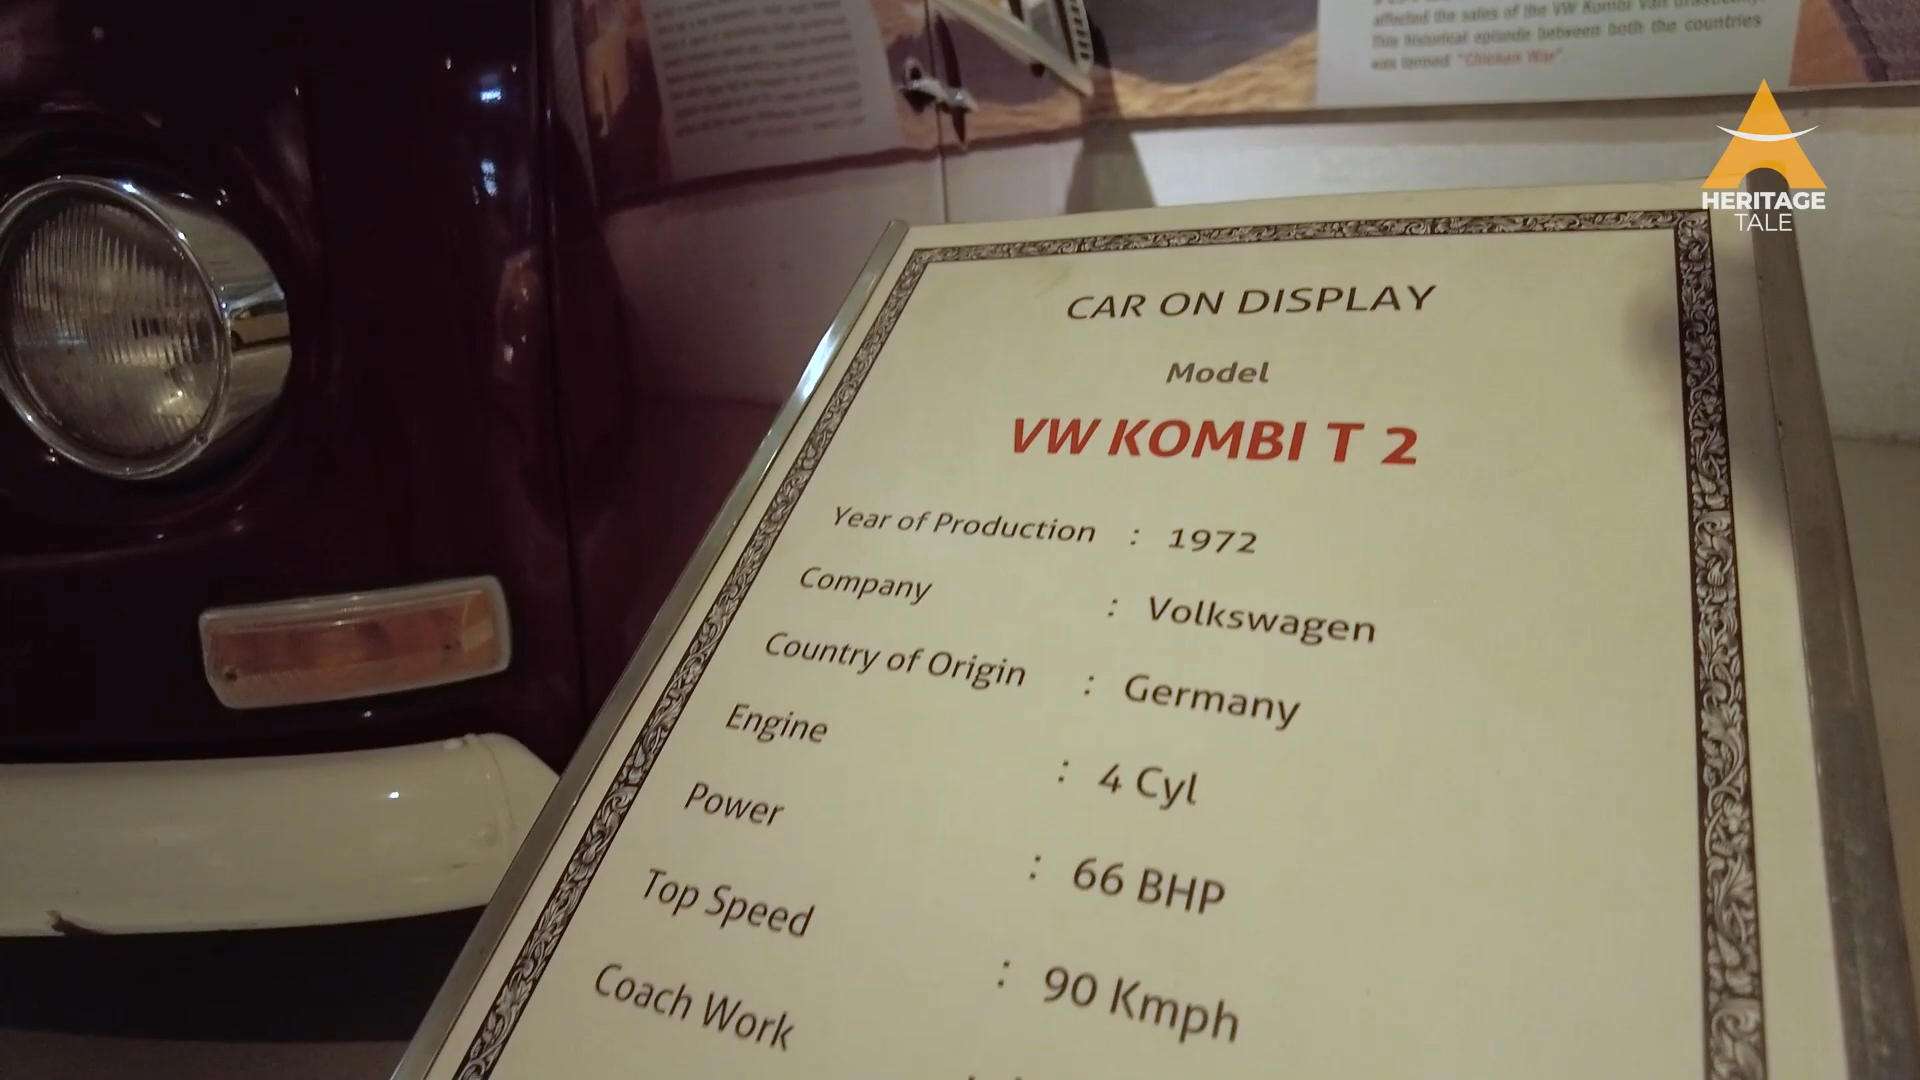 affected the sales of the VW Kombi Van drastically.
This historical episode between both the countries
was termed "Chicken War".
HERITAGE
TALE
CAR ON DISPLAY
Model
VW KOMBI T 2
Year of Production : 1972
Company : Volkswagen
Country of Origin : Germany
Engine : 4 Cyl
Power : 66 BHP
Top Speed : 90 Kmph
Coach Work